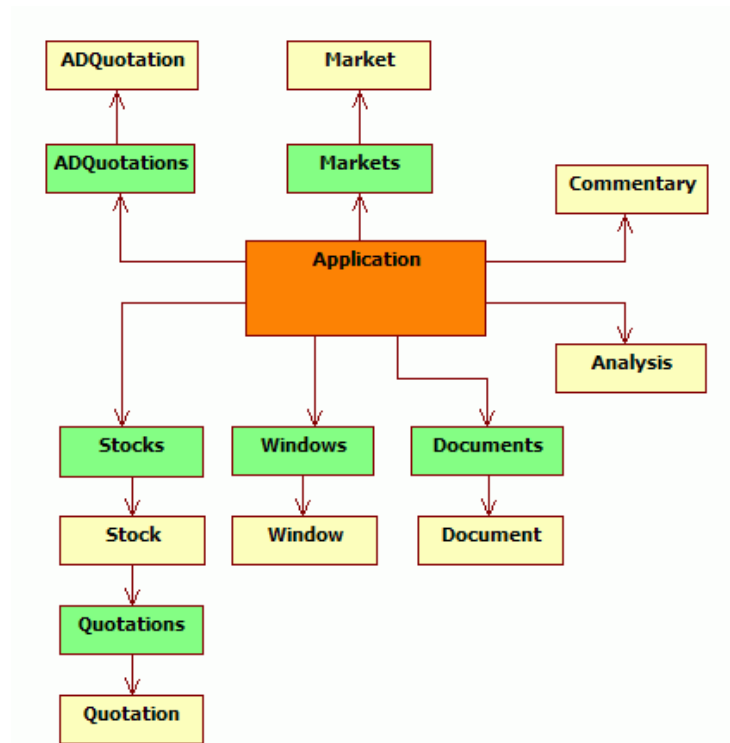 ADQuotation
Market
ADQuotations
Markets
Commentary
Application
Analysis
Stocks
Windows
Documents
Stock
Window
Document
Quotations
Quotation